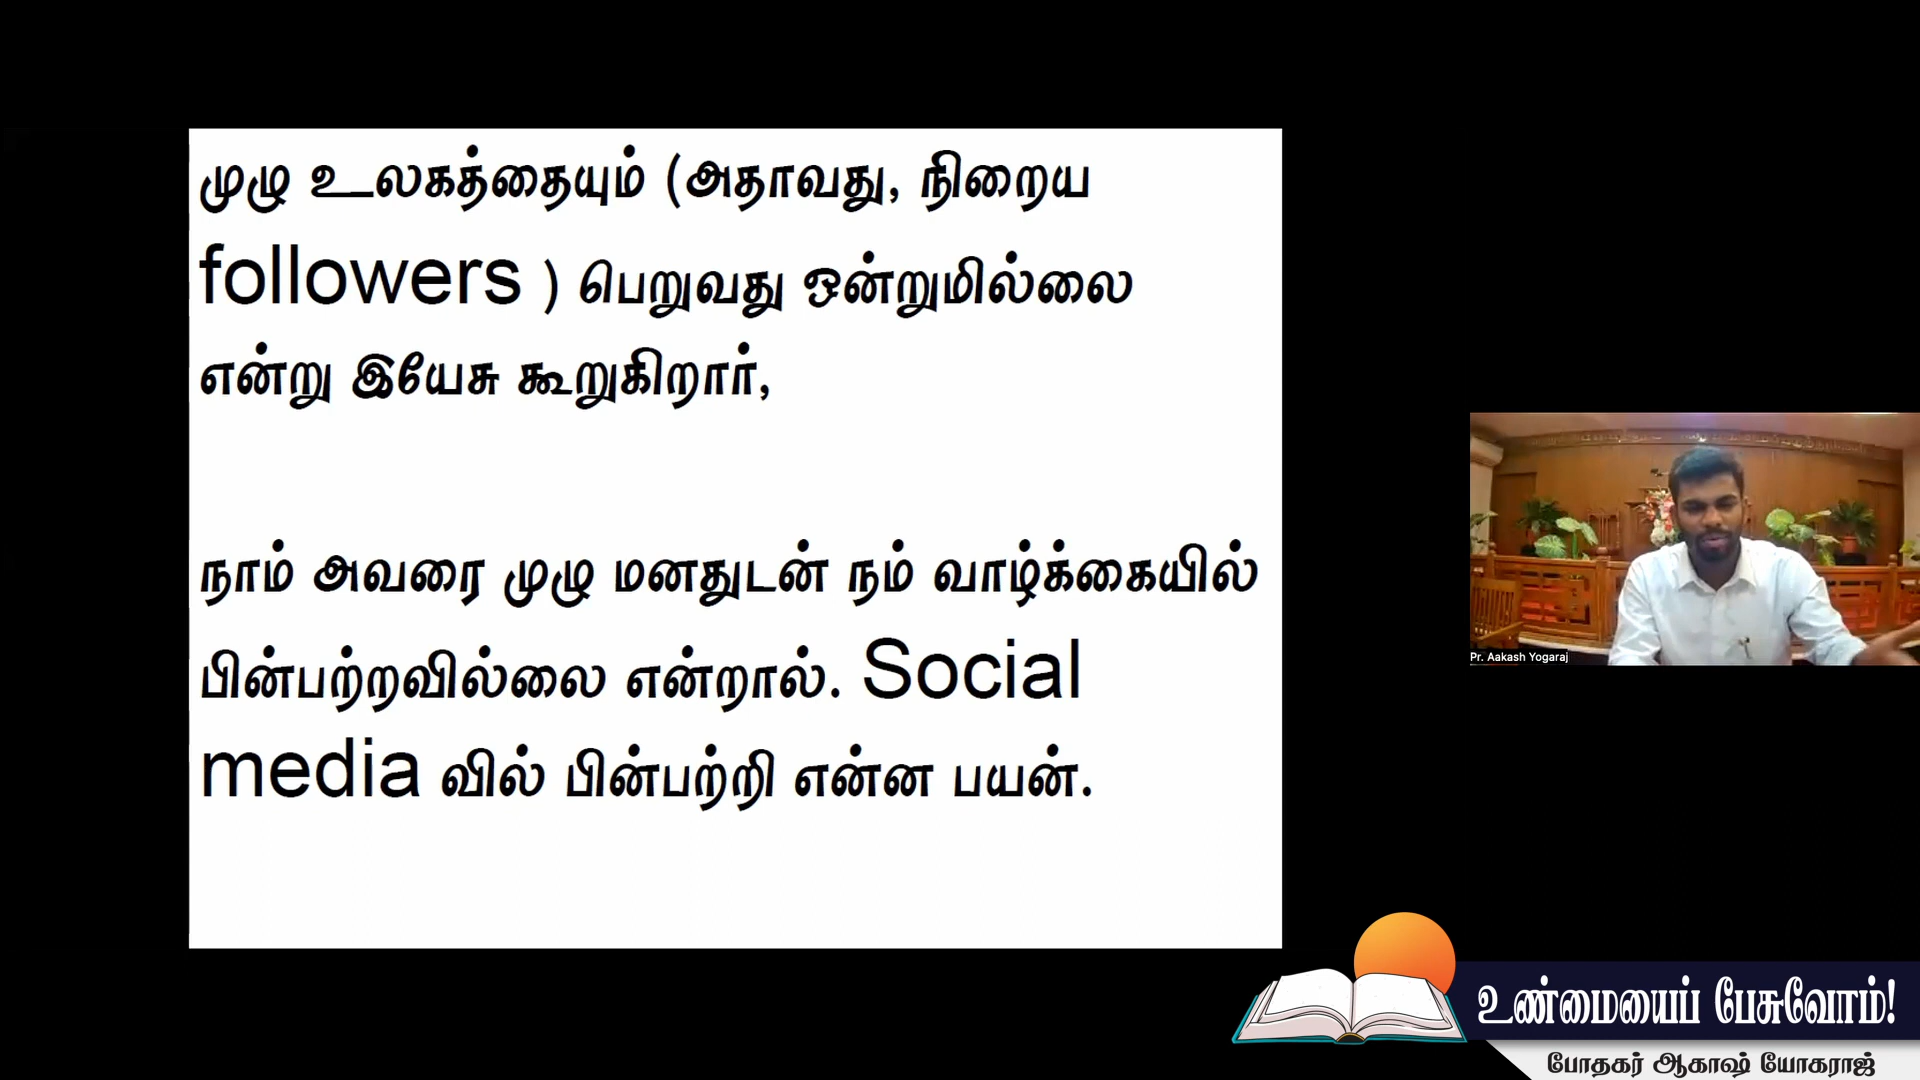 முழு உலகத்தையும் (அதாவது, நிறைய
followers ) பெறுவது ஒன்றுமில்லை
என்று இயேசு கூறுகிறார்,
நாம் அவரை முழு மனதுடன் நம் வாழ்க்கையில்
பின்பற்றவில்லை என்றால். Social
media வில் பின்பற்றி என்ன பயன்.
Pr. Aakash Yogaraj
உண்மையைப் பேசுவோம்!
போதகர் ஆகாஷ் யோகராஜ்